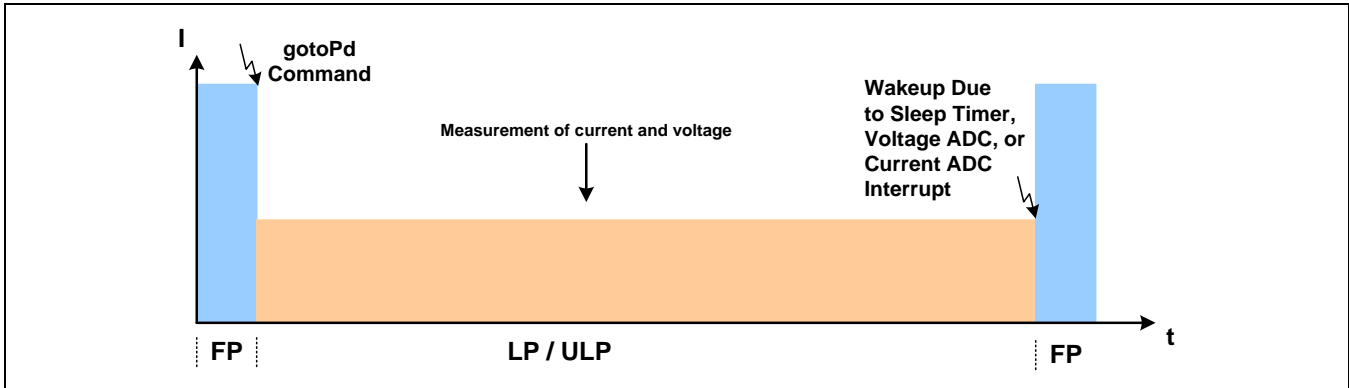 I
gotoPd
Command
Measurement of current and voltage
Wakeup Due
to Sleep Timer,
Voltage ADC, or
Current ADC
Interrupt
t
FP
LP / ULP
FP